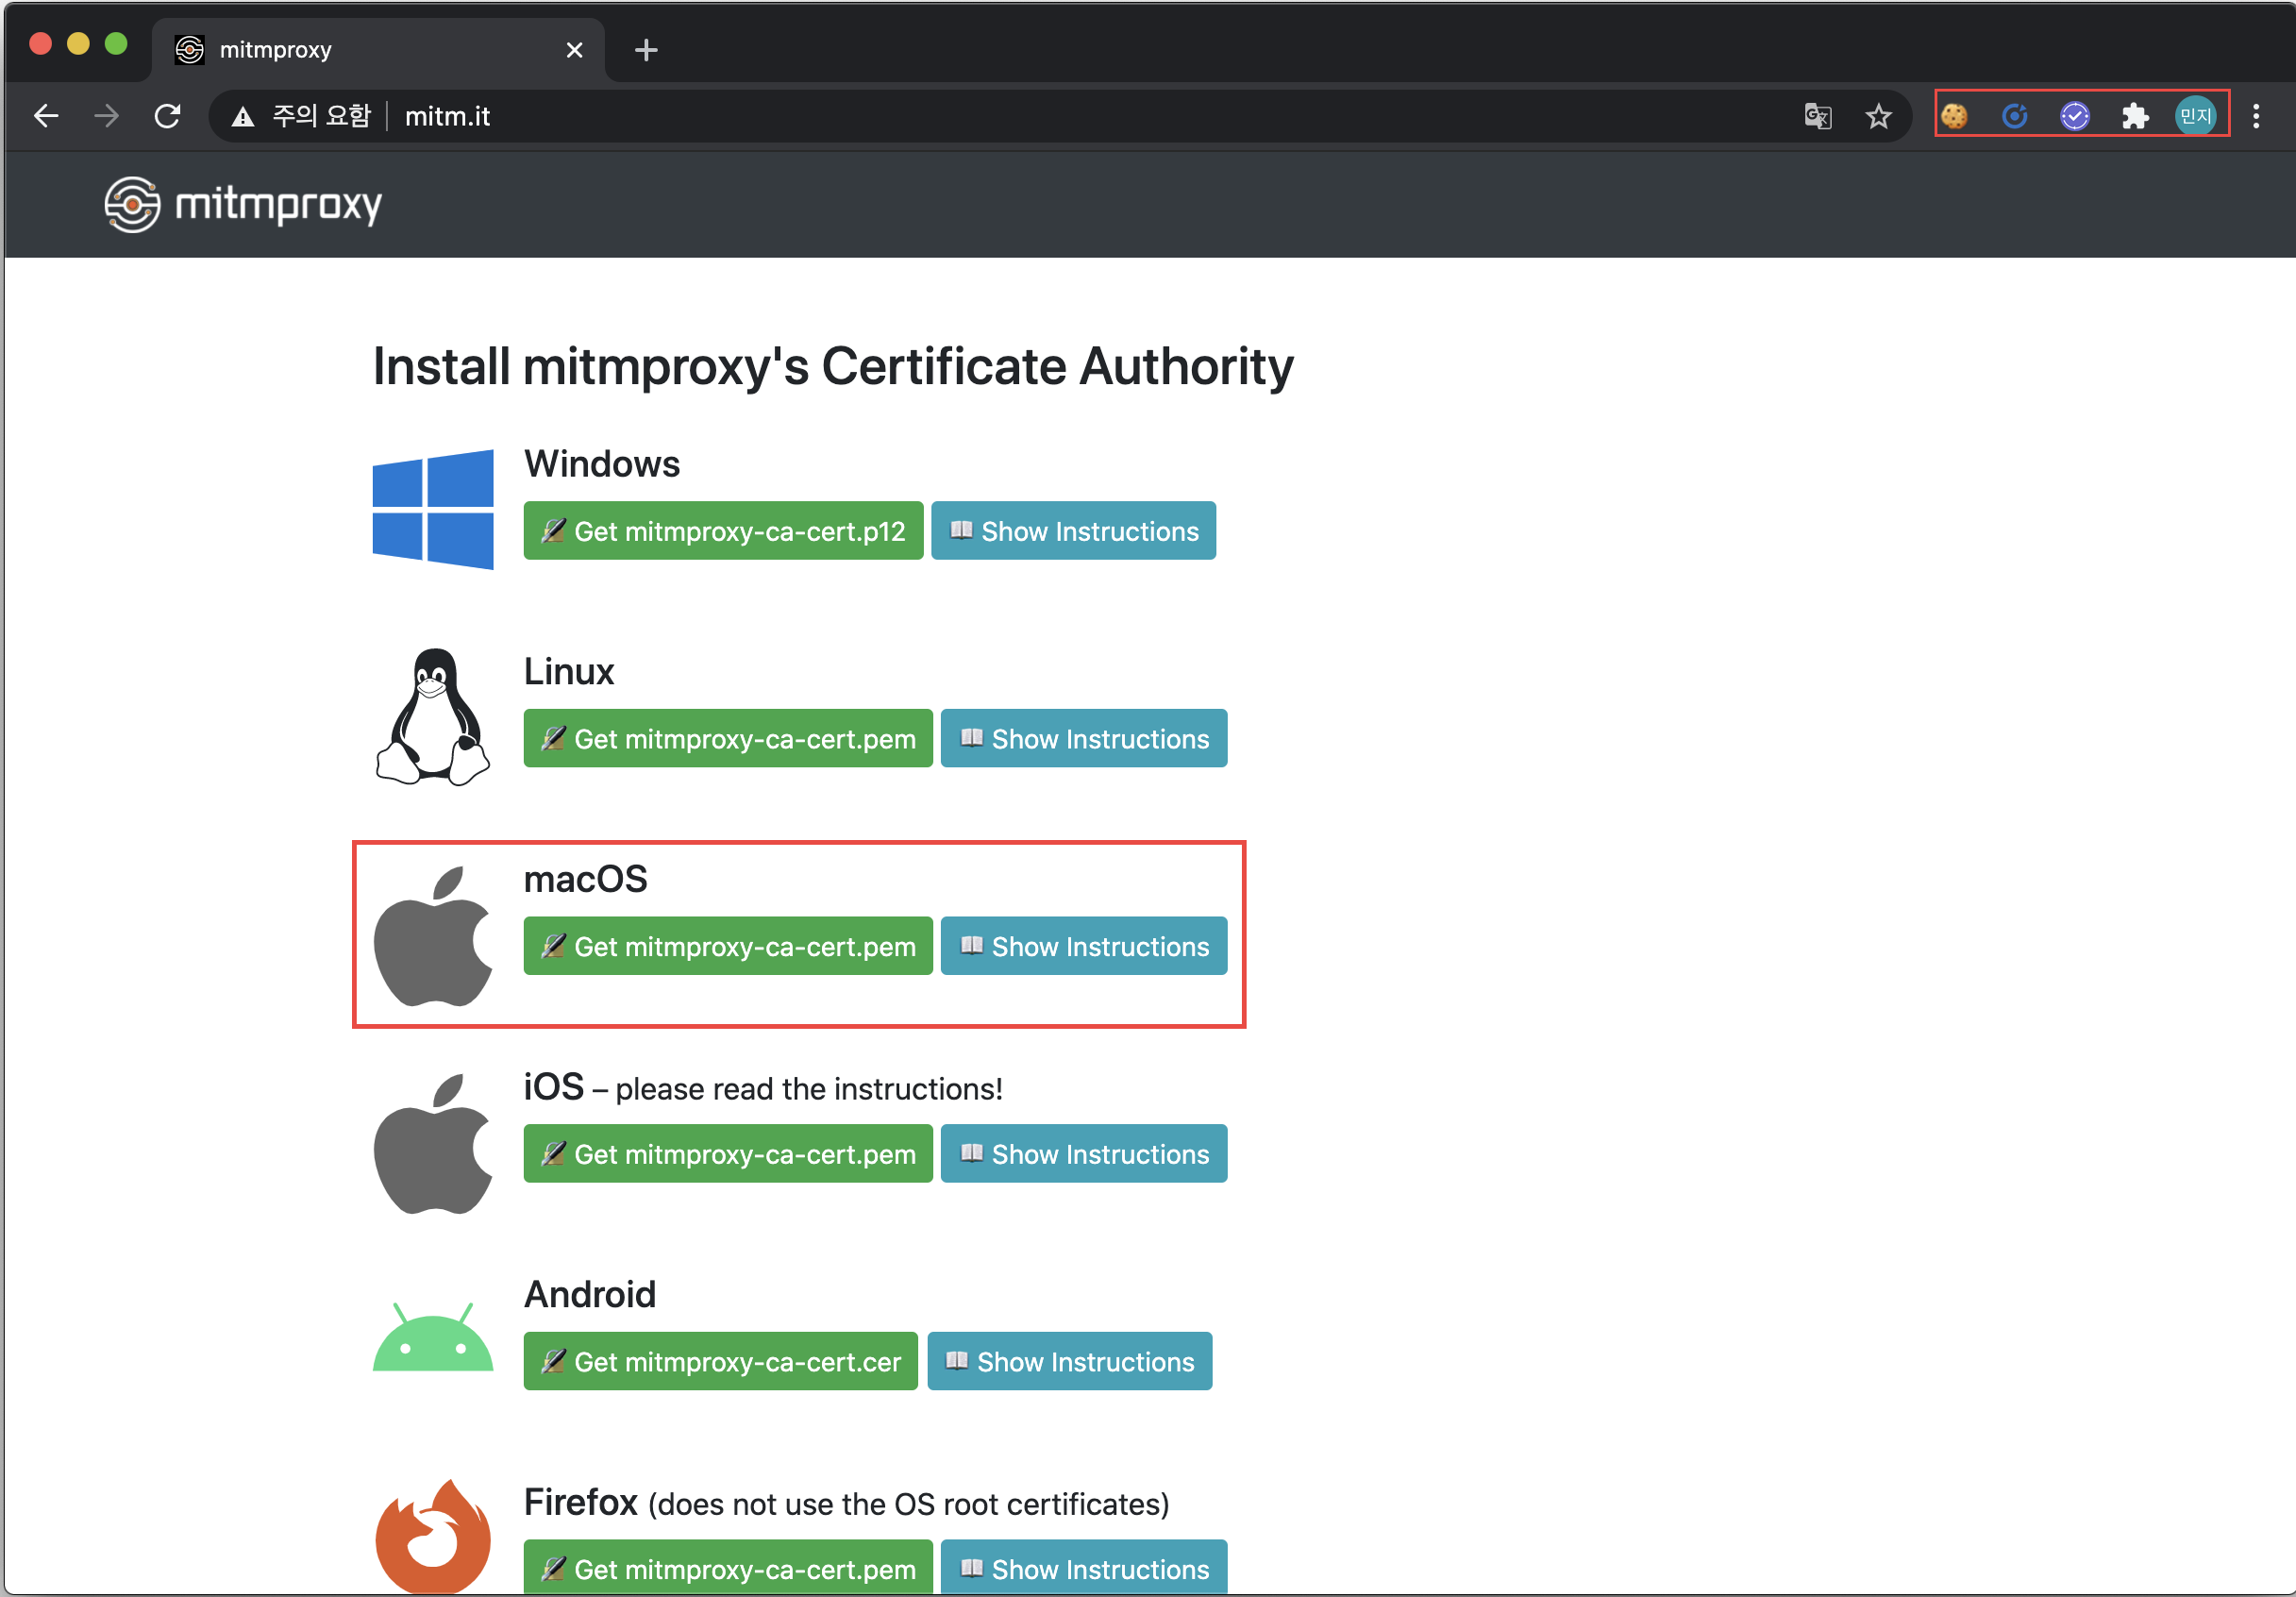 mitmproxy
주의 요함 mitm.it 민지
mitmproxy
Install mitmproxy's Certificate Authority
Windows
Get mitmproxy-ca-cert.p12 Show Instructions
Linux
Get mitmproxy-ca-cert.pem Show Instructions
macOS
Get mitmproxy-ca-cert.pem Show Instructions
iOS – please read the instructions!
Get mitmproxy-ca-cert.pem Show Instructions
Android
Get mitmproxy-ca-cert.cer Show Instructions
Firefox (does not use the OS root certificates)
Get mitmproxy-ca-cert.pem Show Instructions